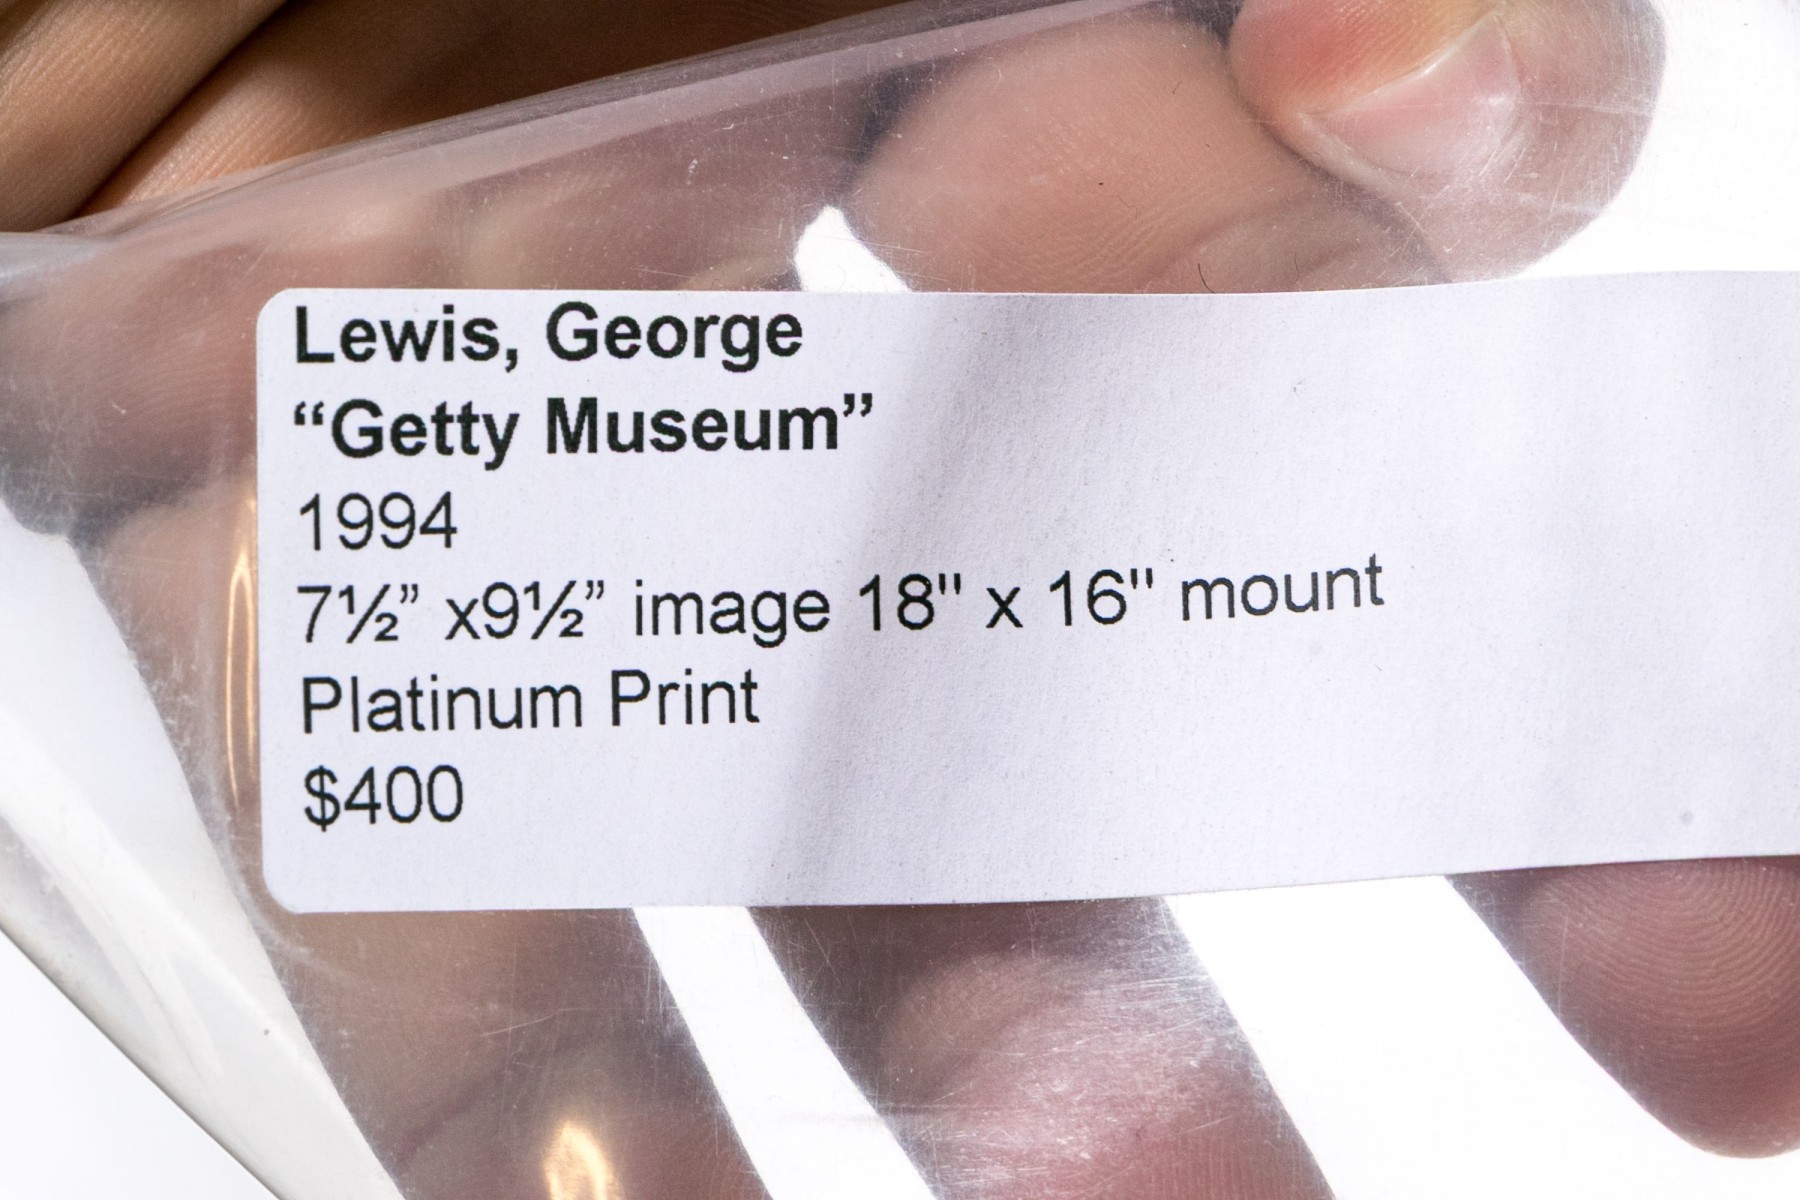 Lewis, George
“Getty Museum”
1994
7½” x9½” image 18" x 16" mount
Platinum Print
$400